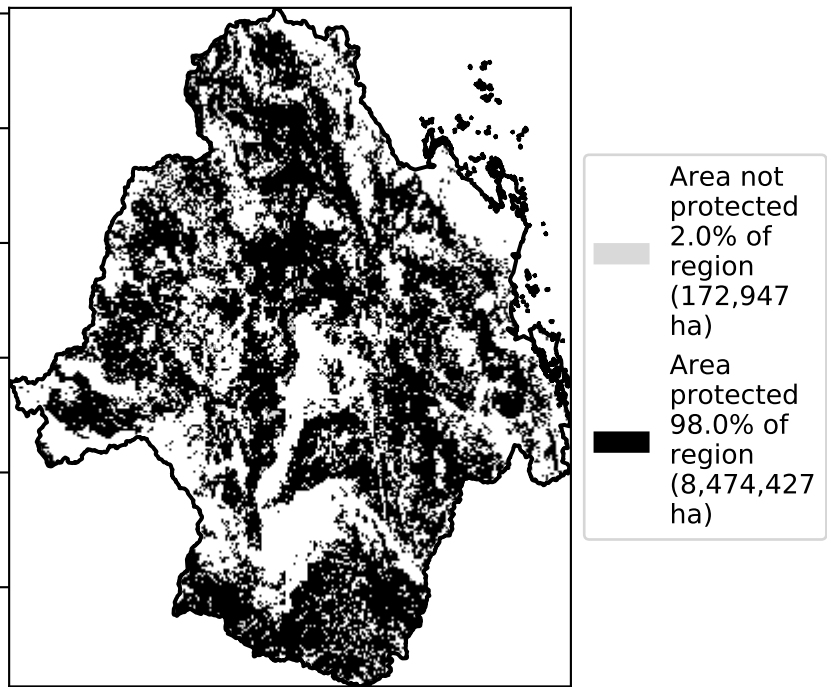 Area not
protected
2.0% of
region
(172,947
ha)
Area
protected
98.0% of
region
(8,474,427
ha)